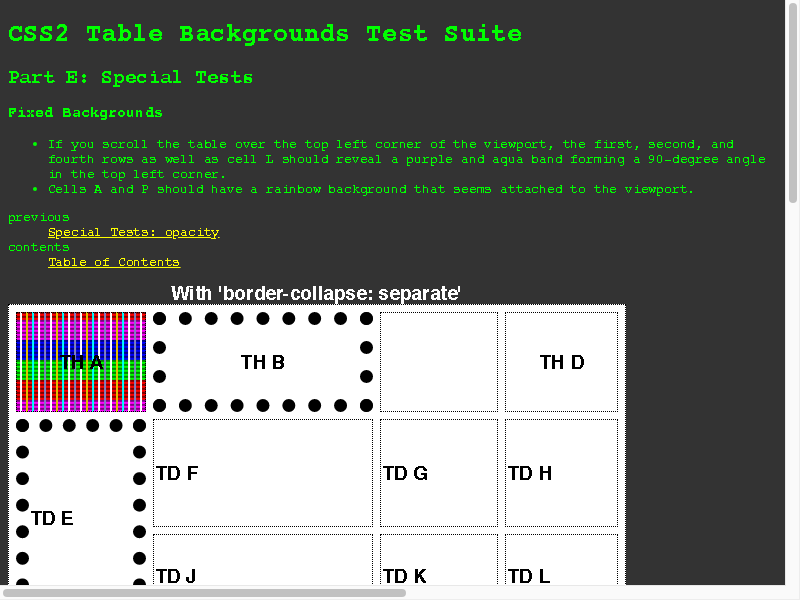 CSS2 Table Backgrounds Test Suite
Part E: Special Tests
Fixed Backgrounds
• If you scroll the table over the top left corner of the viewport, the first, second, and
fourth rows as well as cell L should reveal a purple and aqua band forming a 90-degree angle
in the top left corner.
• Cells A and P should have a rainbow background that seems attached to the viewport.
previous
Special Tests: opacity
contents
Table of Contents
With 'border-collapse: separate'
TH A
TH B
TH D
TD F
TD G
TD H
TD E
TD J
TD K
TD L